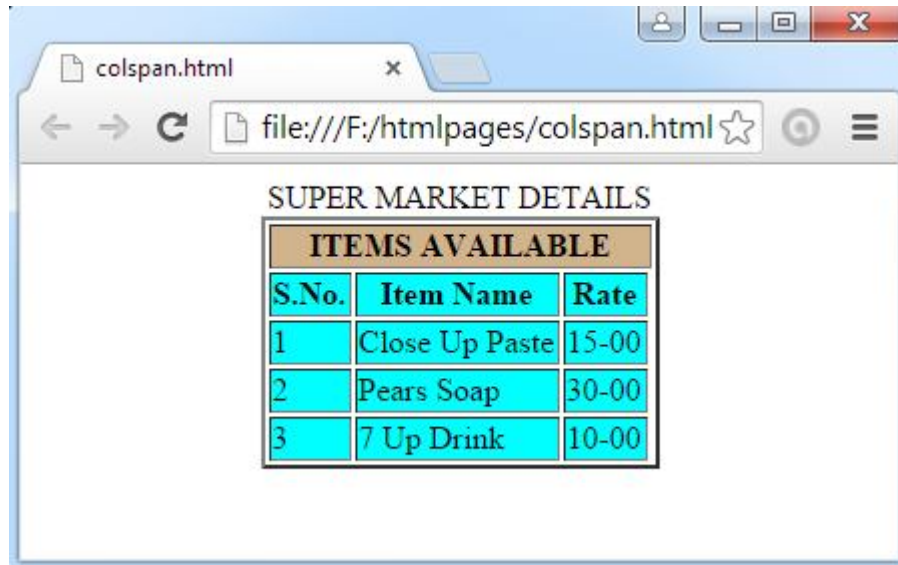 colspan.html
file:///F:/htmlpages/colspan.html
SUPER MARKET DETAILS
ITEMS AVAILABLE
S.No. Item Name Rate
1 Close Up Paste 15-00
2 Pears Soap 30-00
3 7 Up Drink 10-00